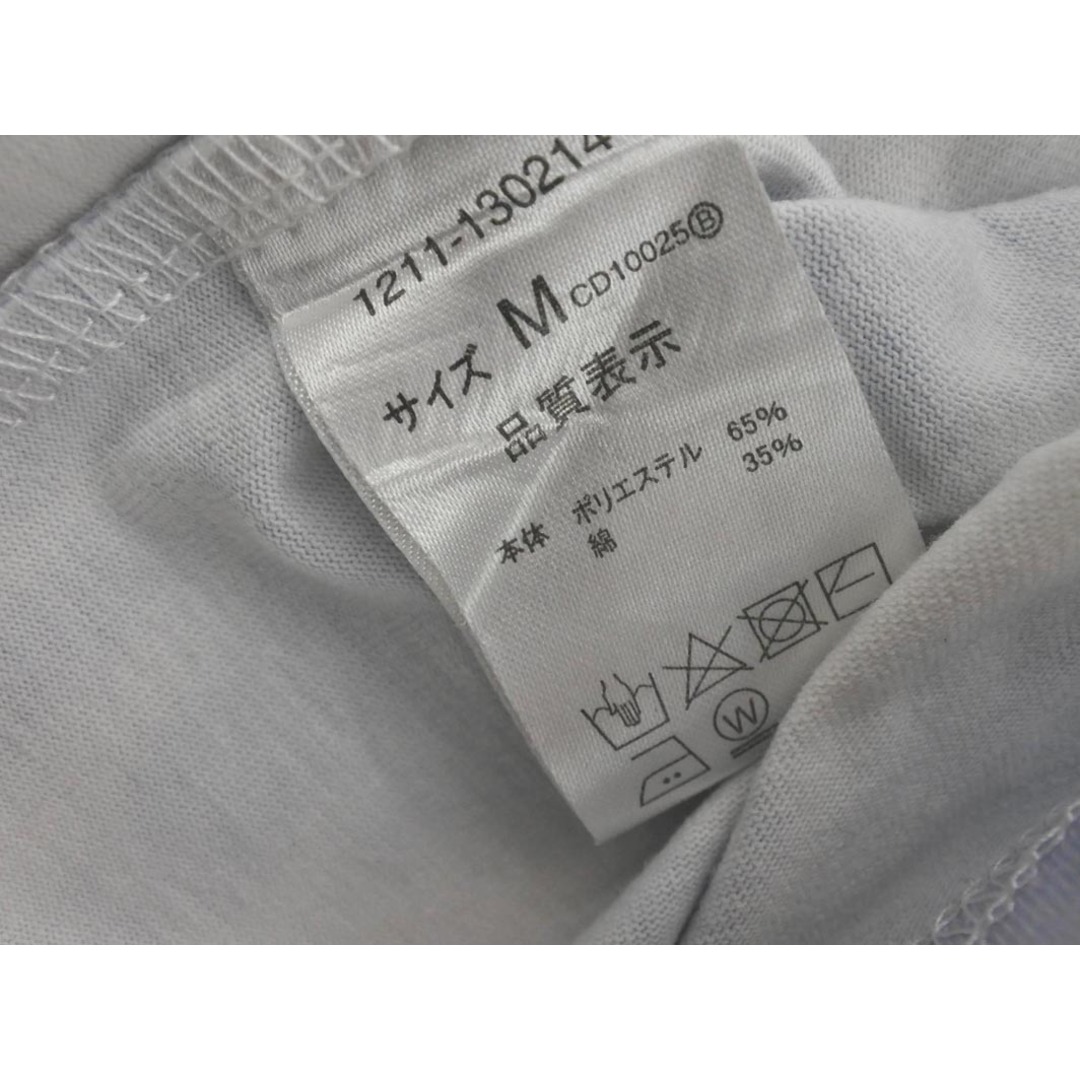 1211-130214
サイズ M CD10025Ⓑ
品質表示
本体 ポリエステル 65%
綿 35%
W